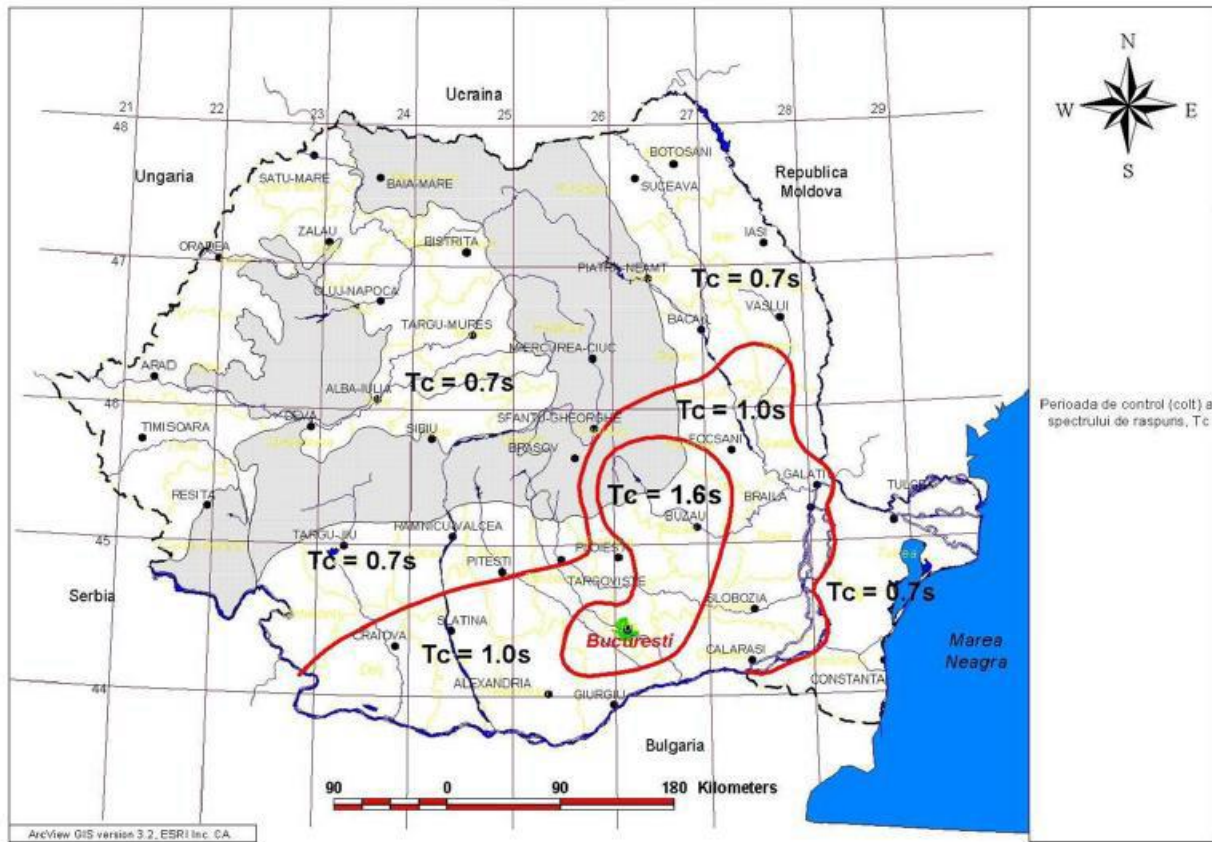 Ucraina
21
22
23
24
25
26
27
28
29
48
47
46
45
44
N
W
E
S
Ungaria
Republica
Moldova
BOTOSANI
SATU-MARE
BAIA-MARE
SUCEAVA
ZALAU
IASI
ORADEA
BISTRITA
PIATRA-NEAMT
Tc = 0.7s
CLUJ-NAPOCA
VASLUI
TARGU-MURES
BACAU
MIERCUREA-CIUC
ARAD
ALBA-IULIA
Tc = 0.7s
Tc = 1.0s
Perioada de control (colt) a
spectrului de raspuns, Tc
DEVA
SFANTU-GHEORGHE
TIMISOARA
SIBIU
FOCSANI
BRASOV
GALATI
RESITA
Tc = 1.6s
BRAILA
TULCEA
BUZAU
TARGU-JIU
RAMNICU-VALCEA
Tc = 0.7s
PITESTI
PLOIESTI
TARGOVISTE
Serbia
SLOBOZIA
Tc = 0.7s
SLATINA
CRAIOVA
Bucuresti
Marea
Neagra
Tc = 1.0s
CALARASI
CONSTANTA
ALEXANDRIA
GIURGIU
Bulgaria
90 0 90 180 Kilometers
ArcView GIS version 3.2, ESRI Inc. CA